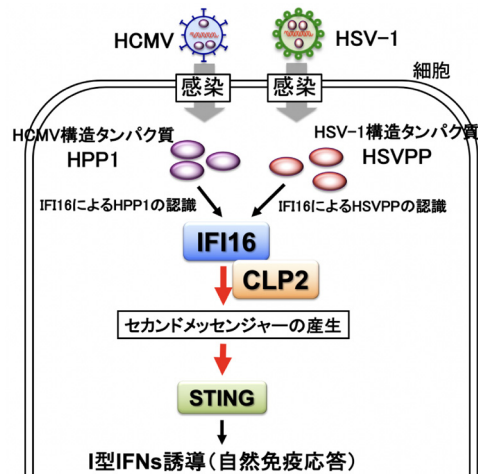 HCMV
HSV-1
感染
感染
細胞
HCMV構造タンパク質
HPP1
HSV-1構造タンパク質
HSVPP
IFI16によるHPP1の認識
IFI16によるHSVPPの認識
IFI16
CLP2
セカンドメッセンジャーの産生
STING
I型IFNs誘導(自然免疫応答)